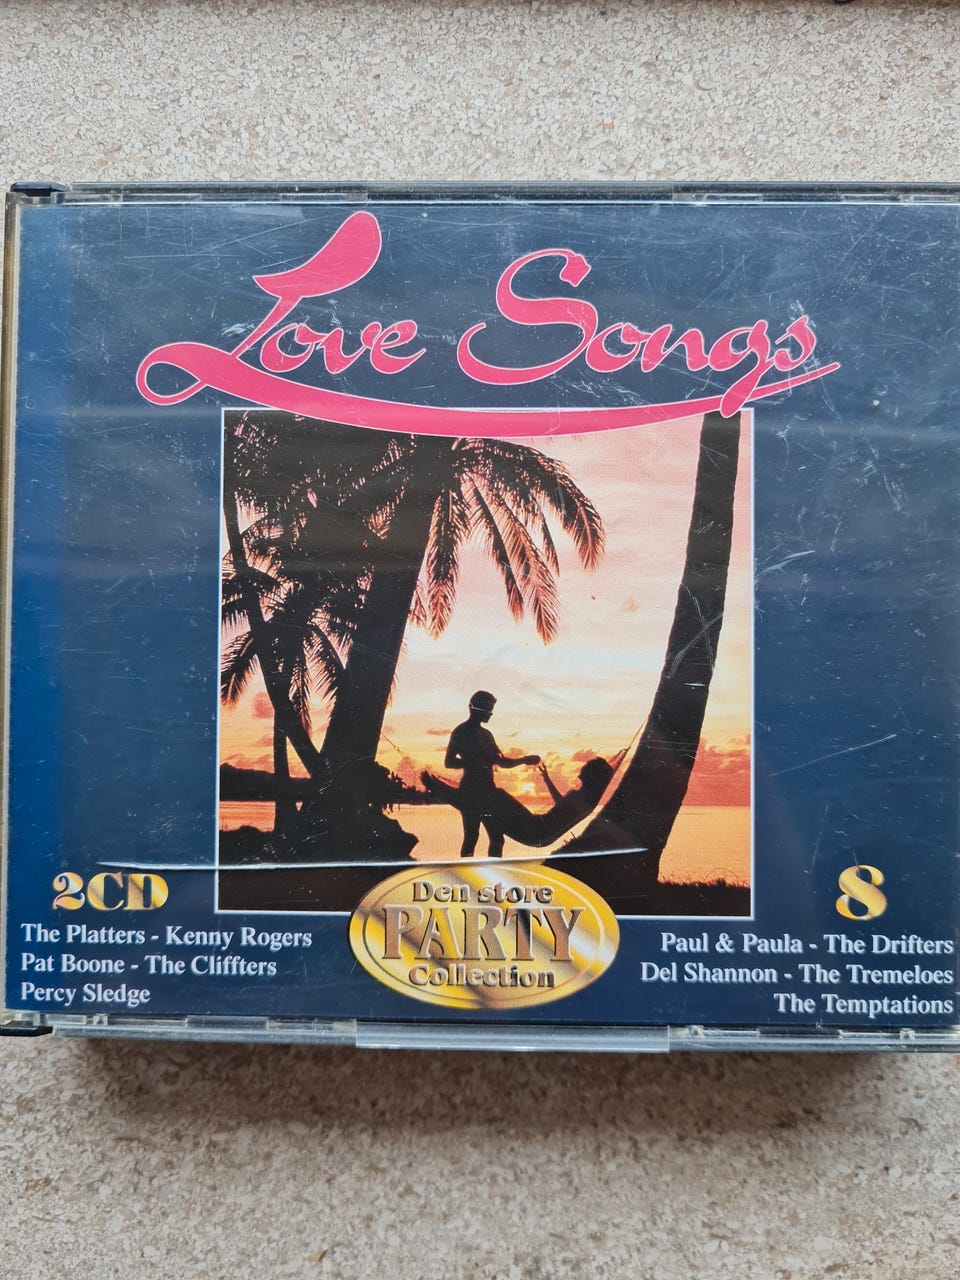 Love Songs
2CD
8
Den store
PARTY
Collection
The Platters - Kenny Rogers
Pat Boone - The Cliffters
Percy Sledge
Paul & Paula - The Drifters
Del Shannon - The Tremeloes
The Temptations